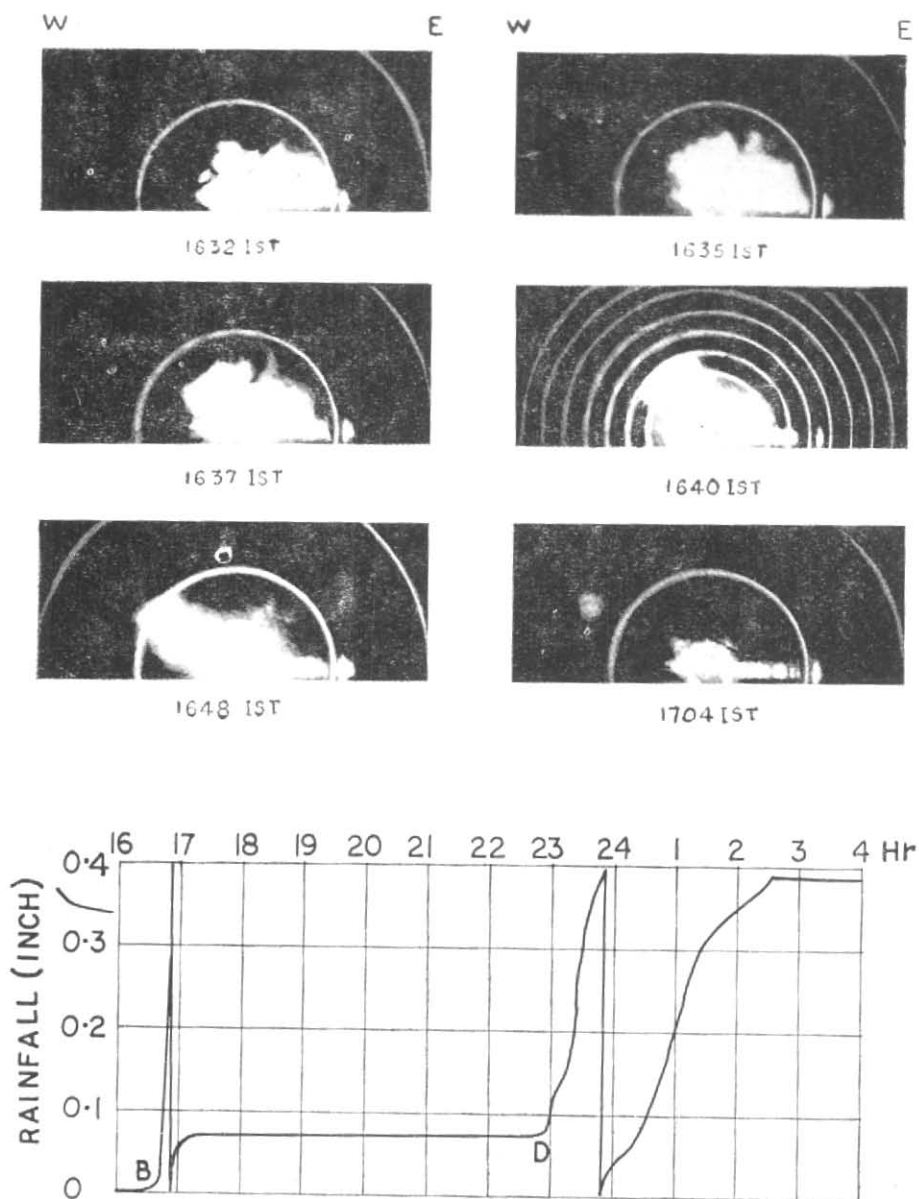 W E W E
1632 IST 1635 IST
1637 IST 1640 IST
1648 IST 1704 IST
16 17 18 19 20 21 22 23 24 1 2 3 4 Hr
0.4
0.3
0.2
0.1
0
RAINFALL (INCH)
B
D